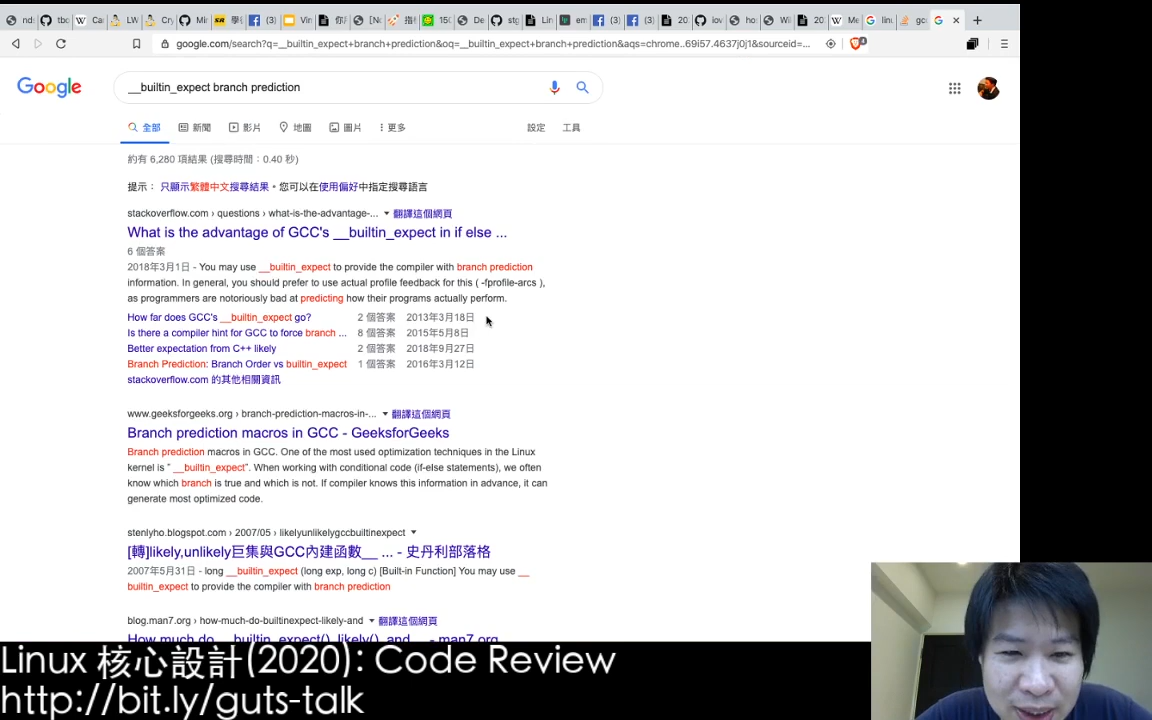 google.com/search?q=__builtin_expect+branch+prediction&oq=__builtin_expect+branch+prediction&aqs=chrome..69i57.4637j0j1&sourceid=...
Google
__builtin_expect branch prediction
全部 新聞 影片 地圖 圖片 更多 設定 工具
約有 6,280 項結果 (搜尋時間：0.40 秒)
提示： 只顯示繁體中文搜尋結果。您可以在使用偏好中指定搜尋語言
stackoverflow.com › questions › what-is-the-advantage-... 翻譯這個網頁
What is the advantage of GCC's __builtin_expect in if else ...
6 個答案
2018年3月1日 - You may use __builtin_expect to provide the compiler with branch prediction
information. In general, you should prefer to use actual profile feedback for this ( -fprofile-arcs ),
as programmers are notoriously bad at predicting how their programs actually perform.
How far does GCC's __builtin_expect go? 2 個答案 2013年3月18日
Is there a compiler hint for GCC to force branch ... 8 個答案 2015年5月8日
Better expectation from C++ likely 2 個答案 2018年9月27日
Branch Prediction: Branch Order vs builtin_expect 1 個答案 2016年3月12日
stackoverflow.com 的其他相關資訊
www.geeksforgeeks.org › branch-prediction-macros-in-... 翻譯這個網頁
Branch prediction macros in GCC - GeeksforGeeks
Branch prediction macros in GCC. One of the most used optimization techniques in the Linux
kernel is " __builtin_expect". When working with conditional code (if-else statements), we often
know which branch is true and which is not. If compiler knows this information in advance, it can
generate most optimized code.
stenlyho.blogspot.com › 2007/05 › likelyunlikelygccbuiltinexpect
[轉]likely,unlikely巨集與GCC內建函數__ ... - 史丹利部落格
2007年5月31日 - long __builtin_expect (long exp, long c) [Built-in Function] You may use __
builtin_expect to provide the compiler with branch prediction
blog.man7.org › how-much-do-builtinexpect-likely-and 翻譯這個網頁
How much do __builtin_expect(), likely(), and ... - man7.org
Linux 核心設計(2020): Code Review
http://bit.ly/guts-talk